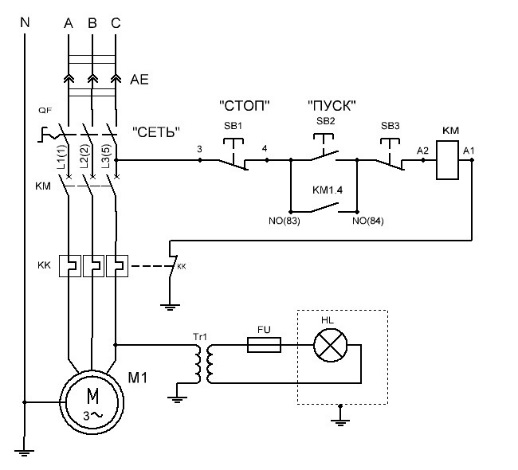 N A B C
AE
QF
"СЕТЬ"
"СТОП" "ПУСК"
SB1 SB2 SB3 KM
3 4 A2 A1
L1(1) L2(2) L3(5)
KM
KM1.4
NO(83) NO(84)
KK KK
Tr1 FU HL
M1
M
3~